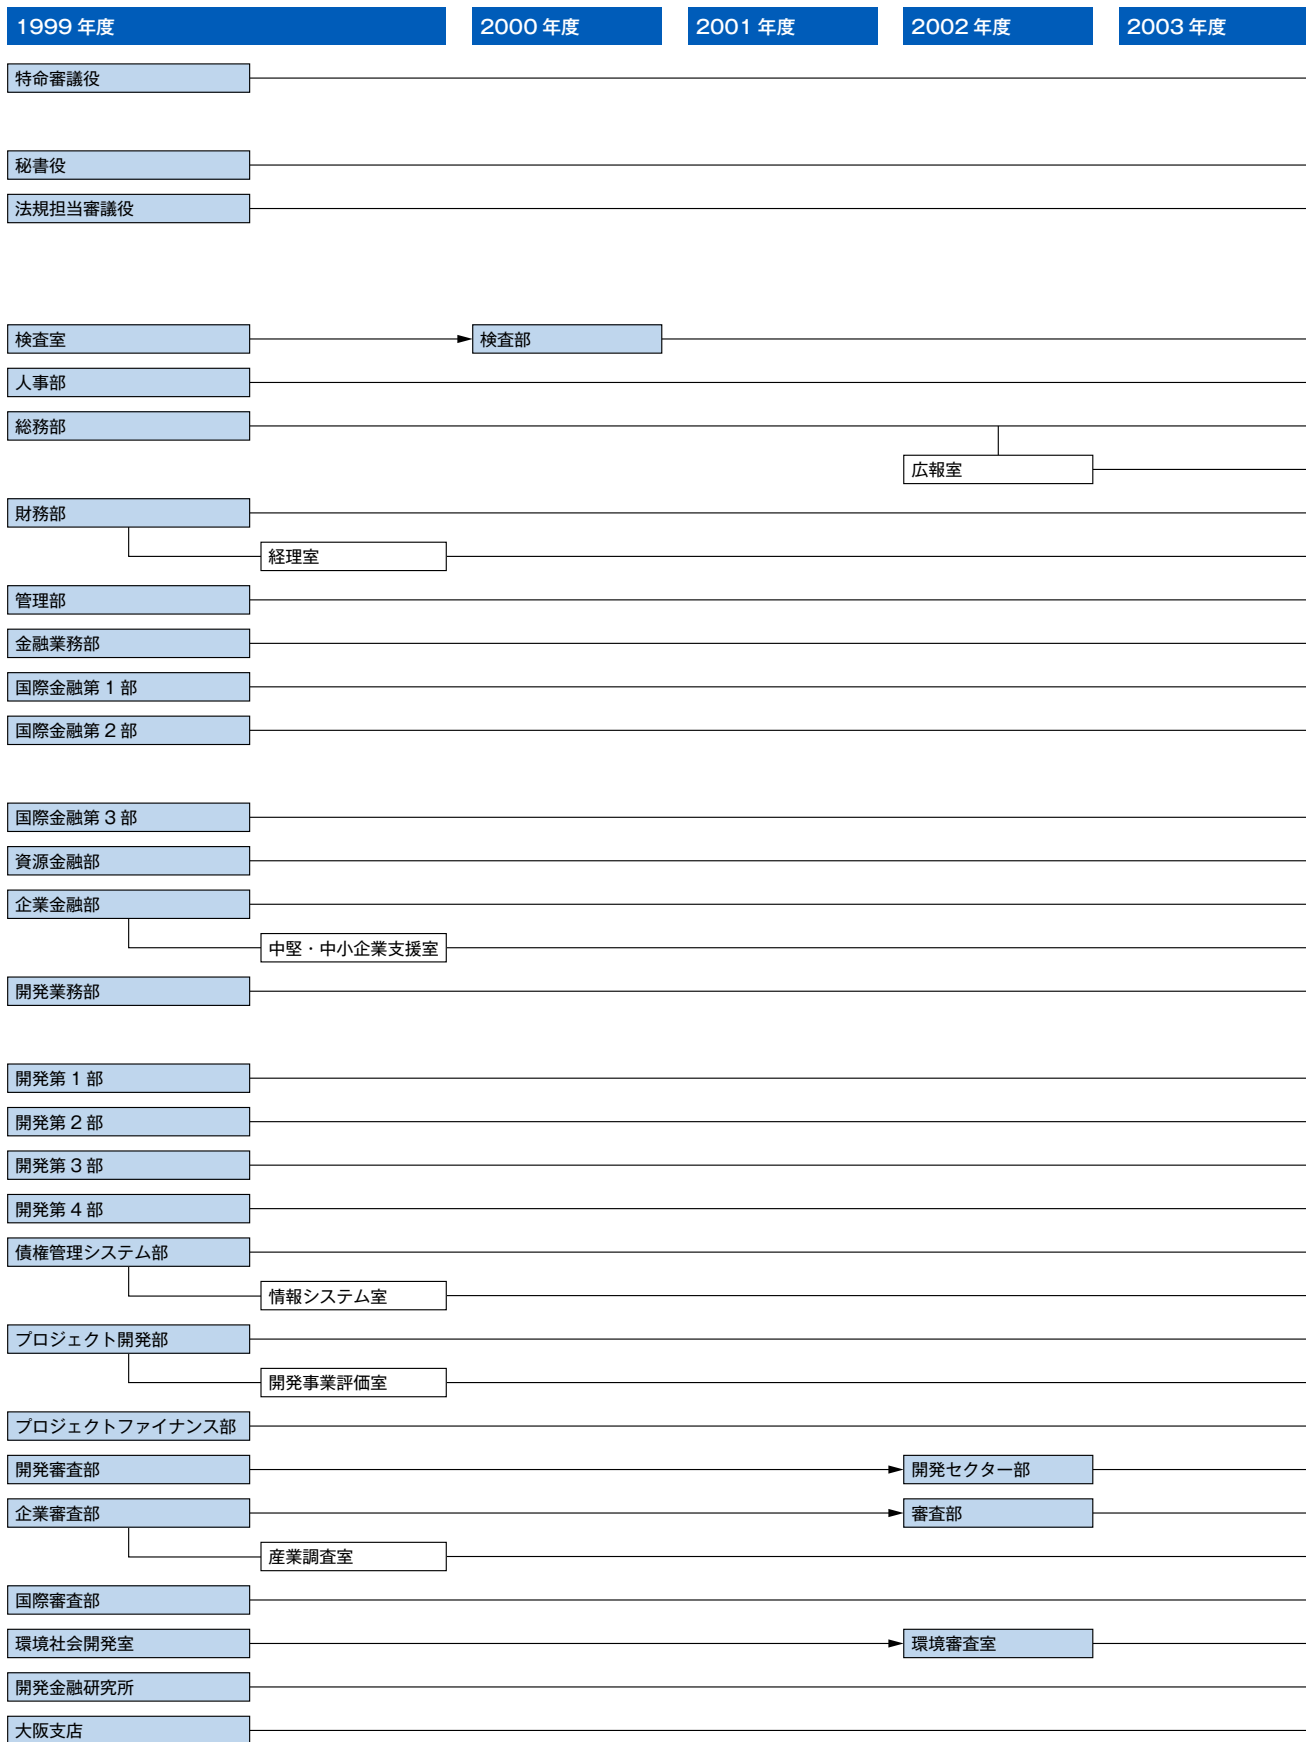 1999 年度 2000 年度 2001 年度 2002 年度 2003 年度
特命審議役
秘書役
法規担当審議役
検査室 検査部
人事部
総務部
広報室
財務部
経理室
管理部
金融業務部
国際金融第 1 部
国際金融第 2 部
国際金融第 3 部
資源金融部
企業金融部
中堅・中小企業支援室
開発業務部
開発第 1 部
開発第 2 部
開発第 3 部
開発第 4 部
債権管理システム部
情報システム室
プロジェクト開発部
開発事業評価室
プロジェクトファイナンス部
開発審査部 開発セクター部
企業審査部 審査部
産業調査室
国際審査部
環境社会開発室 環境審査室
開発金融研究所
大阪支店